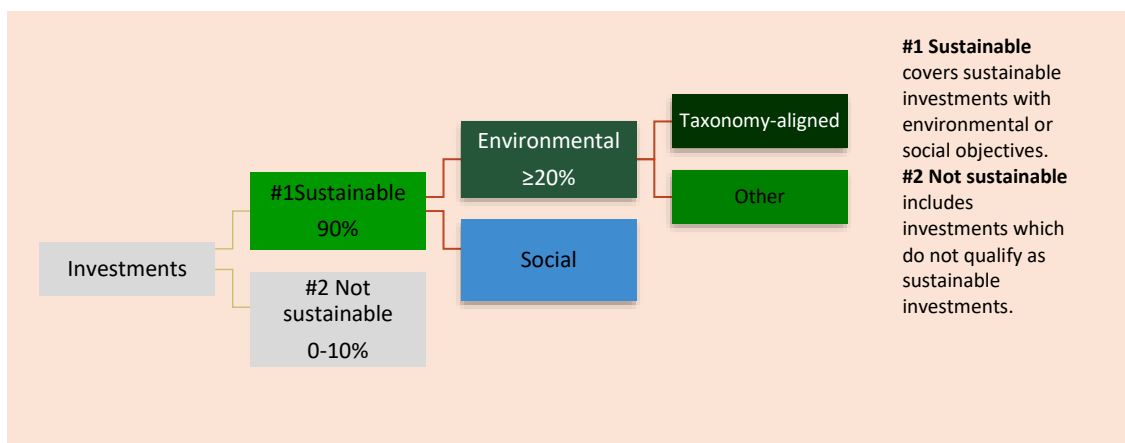 Investments
#1Sustainable
90%
#2 Not
sustainable
0-10%
Environmental
≥20%
Social
Taxonomy-aligned
Other
#1 Sustainable
covers sustainable
investments with
environmental or
social objectives.
#2 Not sustainable
includes
investments which
do not qualify as
sustainable
investments.